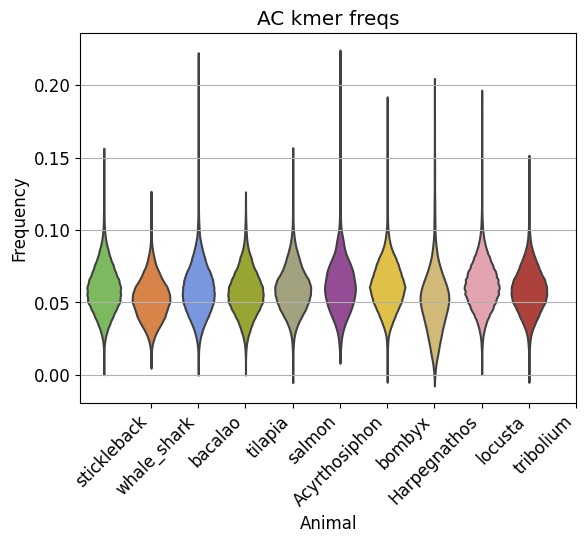 AC kmer freqs
Frequency
0.20
0.15
0.10
0.05
0.00
stickleback
whale_shark
bacalao
tilapia
salmon
Acyrthosiphon
bombyx
Harpegnathos
locusta
tribolium
Animal